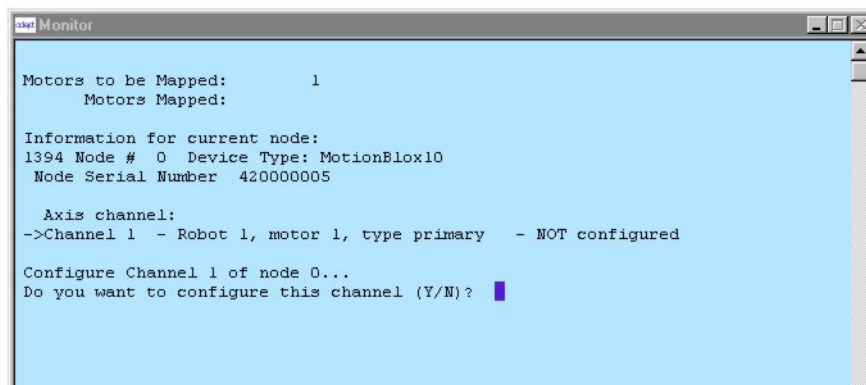 adept Monitor
Motors to be Mapped: 1
Motors Mapped:
Information for current node:
1394 Node # 0 Device Type: MotionBlox10
Node Serial Number 420000005
Axis channel:
->Channel 1 - Robot 1, motor 1, type primary - NOT configured
Configure Channel 1 of node 0...
Do you want to configure this channel (Y/N)?